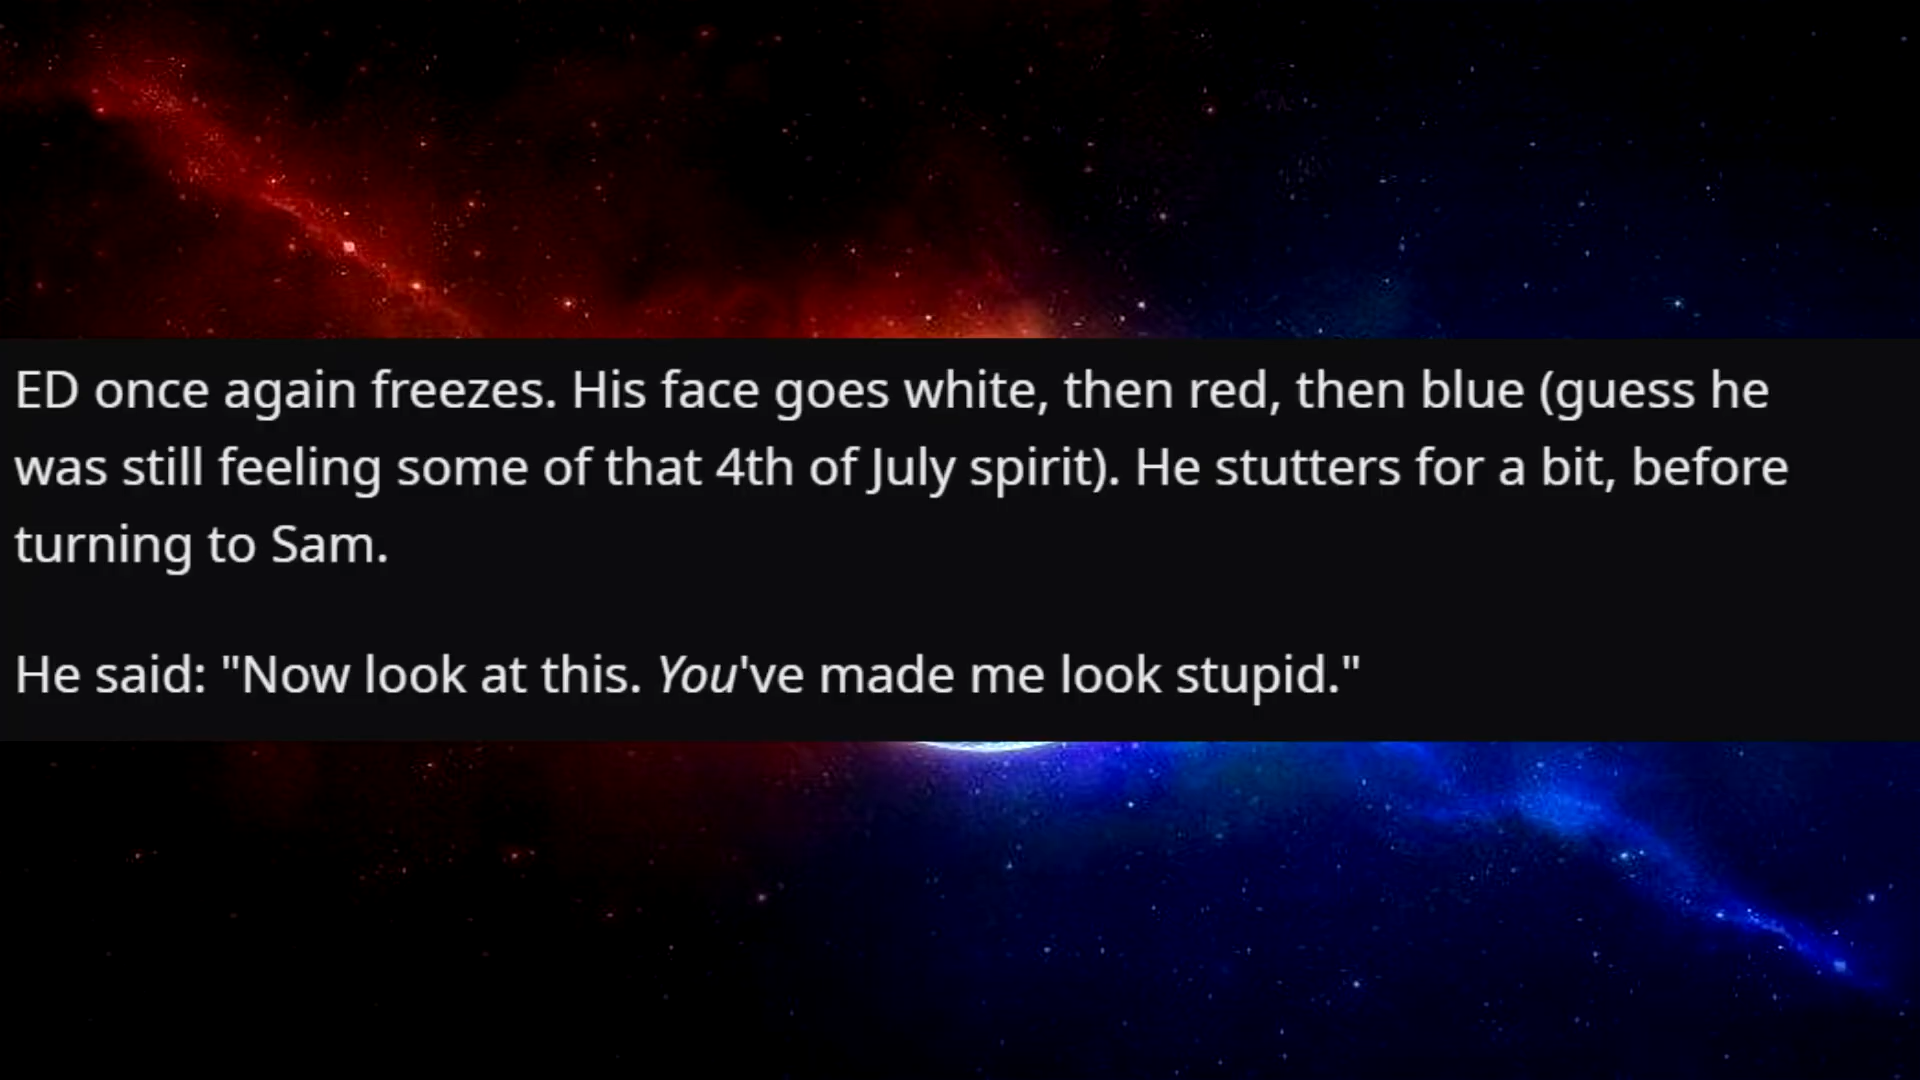 ED once again freezes. His face goes white, then red, then blue (guess he
was still feeling some of that 4th of July spirit). He stutters for a bit, before
turning to Sam.
He said: "Now look at this. You've made me look stupid."